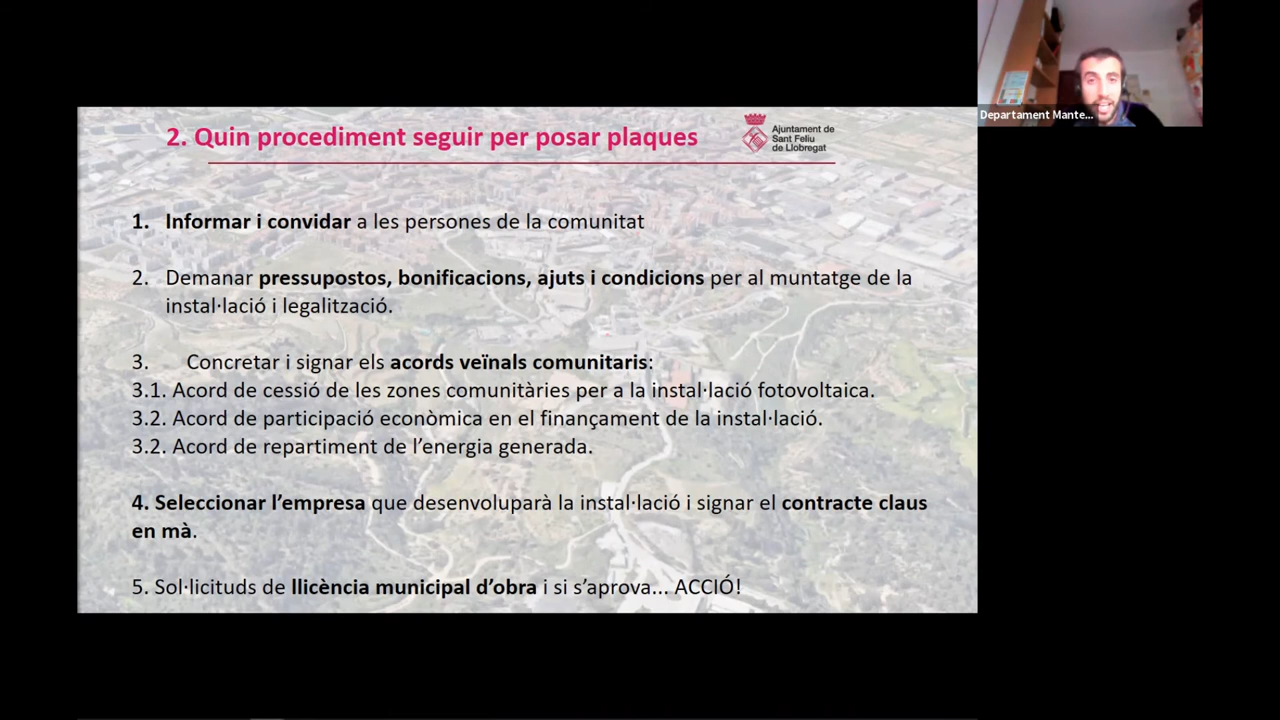 2. Quin procediment seguir per posar plaques
Ajuntament de
Sant Feliu
de Llobregat
Departament Mante...
1. Informar i convidar a les persones de la comunitat
2. Demanar pressupostos, bonificacions, ajuts i condicions per al muntatge de la
instal·lació i legalització.
3. Concretar i signar els acords veïnals comunitaris:
3.1. Acord de cessió de les zones comunitàries per a la instal·lació fotovoltaica.
3.2. Acord de participació econòmica en el finançament de la instal·lació.
3.2. Acord de repartiment de l’energia generada.
4. Seleccionar l’empresa que desenvoluparà la instal·lació i signar el contracte claus
en mà.
5. Sol·licituds de llicència municipal d’obra i si s’aprova... ACCIÓ!